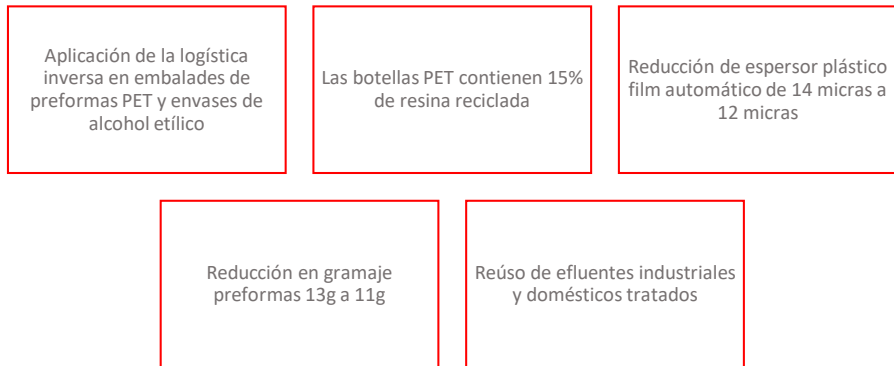 Aplicación de la logística
inversa en embalades de
preformas PET y envases de
alcohol etílico
Las botellas PET contienen 15%
de resina reciclada
Reducción de espersor plástico
film automático de 14 micras a
12 micras
Reducción en gramaje
preformas 13g a 11g
Reúso de efluentes industriales
y domésticos tratados